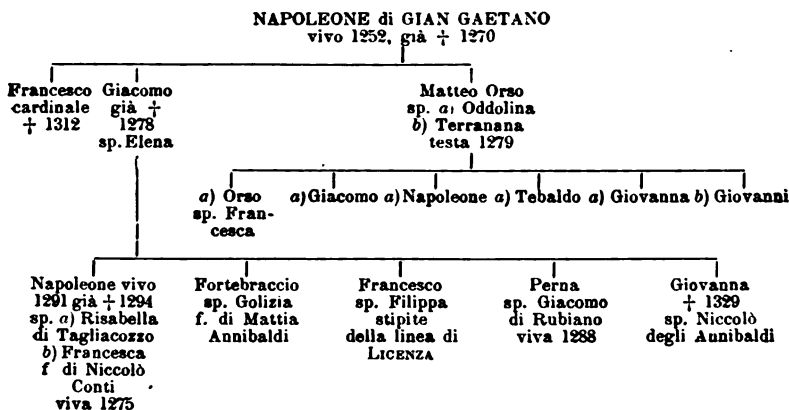 NAPOLEONE di GIAN GAETANO
vivo 1252, già † 1270
Francesco
cardinale
† 1312
Giacomo
già †
1278
sp. Elena
Matteo Orso
sp. a) Oddolina
b) Terranana
testa 1279
a) Orso
sp. Fran-
cesca
a) Giacomo
a) Napoleone
a) Tebaldo
a) Giovanna
b) Giovanni
Napoleone vivo
1291 già † 1294
sp. a) Risabella
di Tagliacozzo
b) Francesca
f di Niccolò
Conti
viva 1275
Fortebraccio
sp. Golizia
f. di Mattia
Annibaldi
Francesco
sp. Filippa
stipite
della linea di
LICENZA
Perna
sp. Giacomo
di Rubiano
viva 1288
Giovanna
† 1329
sp. Niccolò
degli Annibaldi